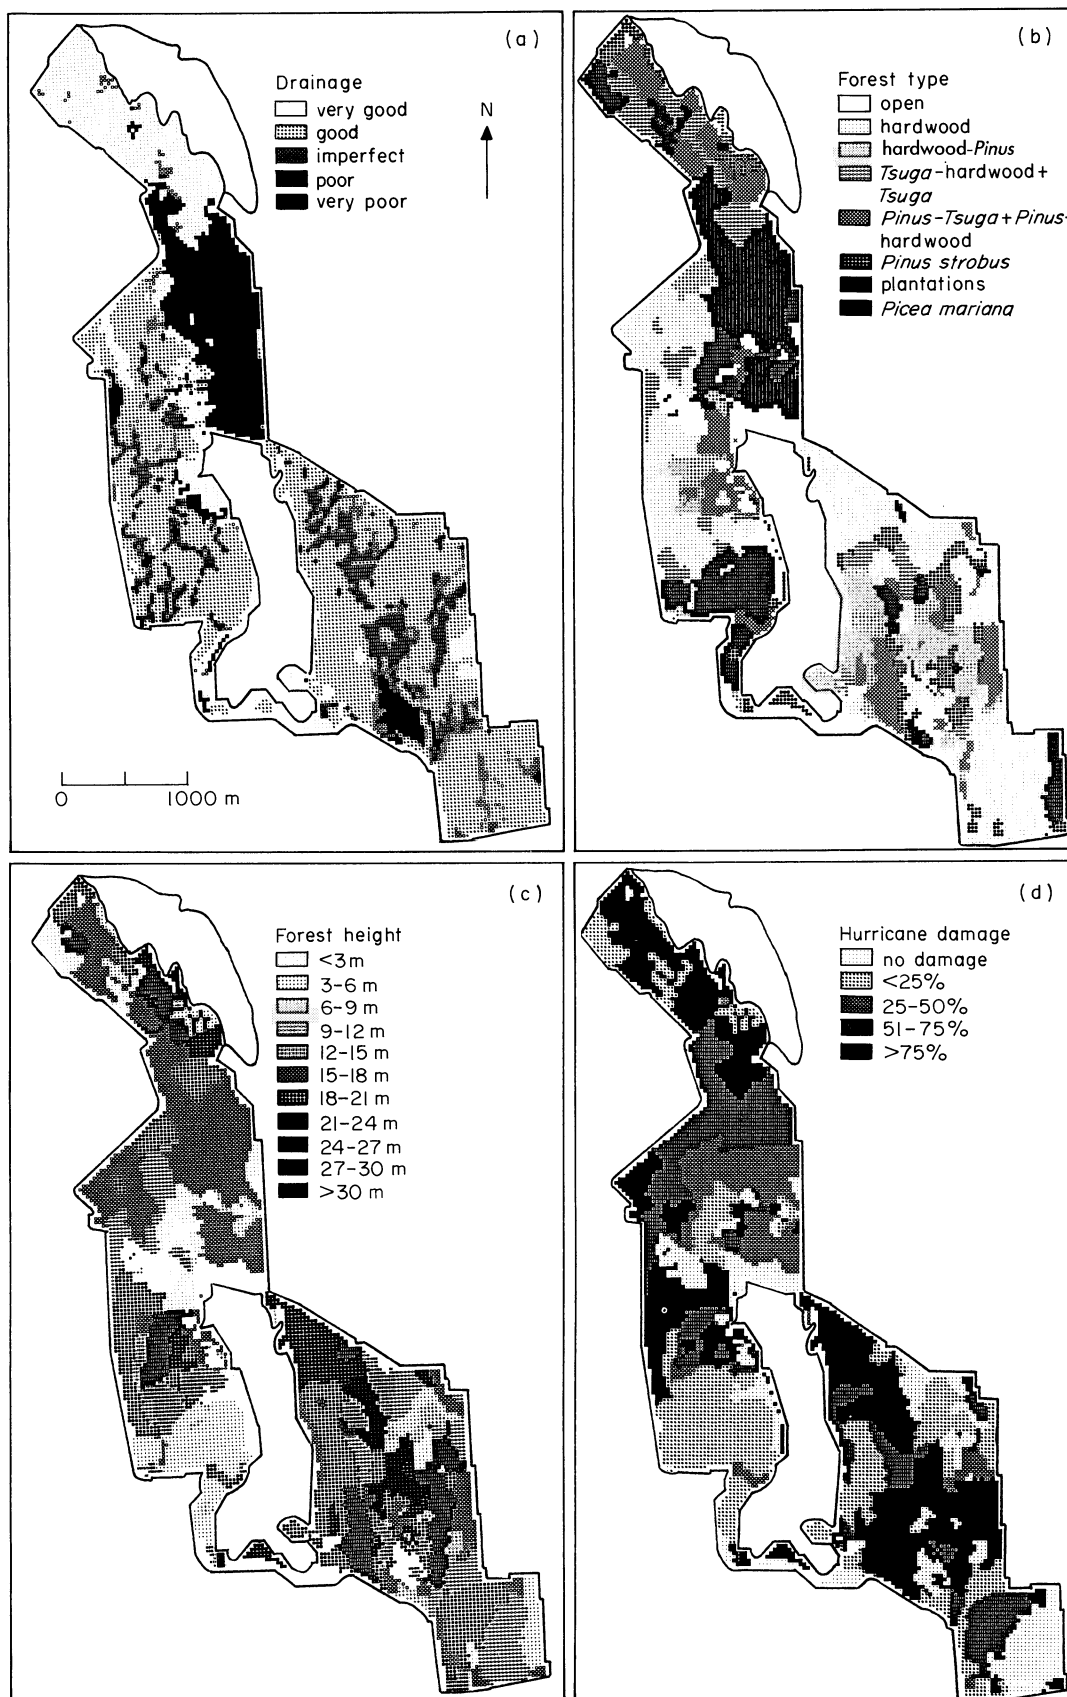 (a)
Drainage
very good
good
imperfect
poor
very poor
N
0 1000 m
(b)
Forest type
open
hardwood
hardwood-Pinus
Tsuga-hardwood+
Tsuga
Pinus-Tsuga+Pinus-
hardwood
Pinus strobus
plantations
Picea mariana
(c)
Forest height
<3 m
3–6 m
6–9 m
9–12 m
12–15 m
15–18 m
18–21 m
21–24 m
24–27 m
27–30 m
>30 m
(d)
Hurricane damage
no damage
<25%
25–50%
51–75%
>75%